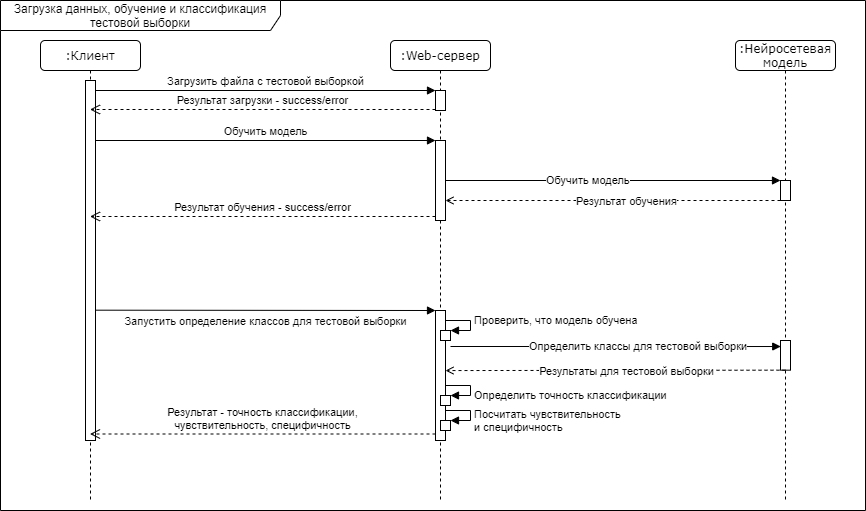 Загрузка данных, обучение и классификация
тестовой выборки
:Клиент
:Web-сервер
:Нейросетевая
модель
Загрузить файла с тестовой выборкой
Результат загрузки - success/error
Обучить модель
Обучить модель
Результат обучения
Результат обучения - success/error
Запустить определение классов для тестовой выборки
Проверить, что модель обучена
Определить классы для тестовой выборки
Результаты для тестовой выборки
Определить точность классификации
Результат - точность классификации,
чувствительность, специфичность
Посчитать чувствительность
и специфичность